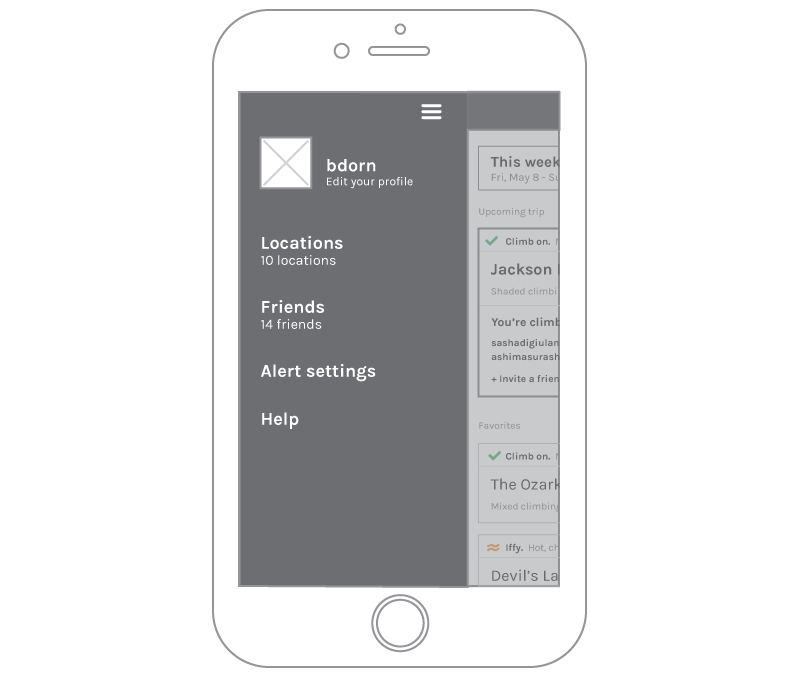 bdorn
Edit your profile
Locations
10 locations
Friends
14 friends
Alert settings
Help
This week
Fri, May 8 - Su
Upcoming trip
Climb on.
Jackson
Shaded climbi
You're climb
sashadigiulan
ashimasurash
+ Invite a frien
Favorites
Climb on.
The Ozark
Mixed climbing
Iffy. Hot, ch
Devil's La